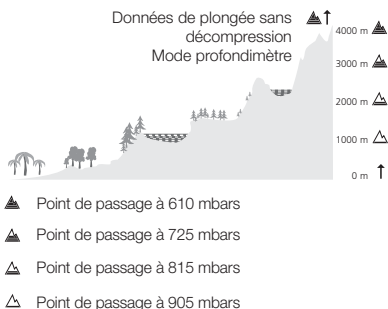 Données de plongée sans
décompression
Mode profondimètre
4000 m
3000 m
2000 m
1000 m
0 m
Point de passage à 610 mbars
Point de passage à 725 mbars
Point de passage à 815 mbars
Point de passage à 905 mbars